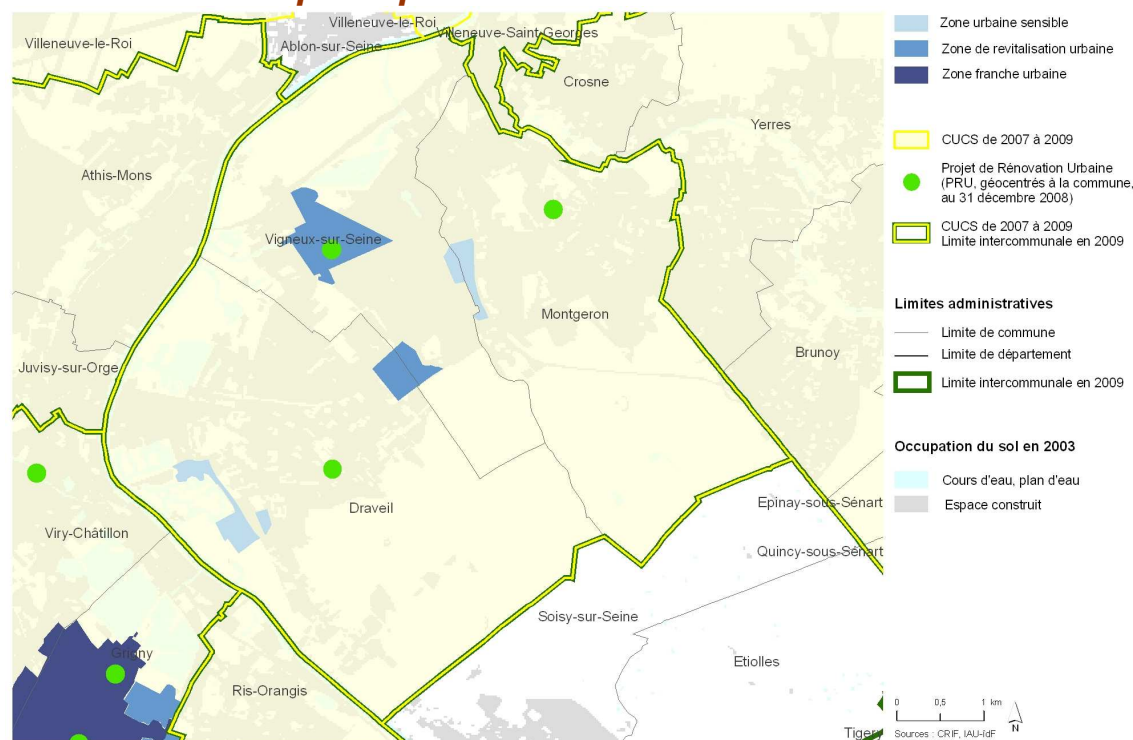 Villeneuve-le-Roi
Villeneuve-le-Roi
Ablon-sur-Seine
Villeneuve-Saint-Georges
Crosne
Yerres
Athis-Mons
Vigneux-sur-Seine
Montgeron
Brunoy
Juvisy-sur-Orge
Draveil
Epinay-sous-Sénart
Viry-Châtillon
Quincy-sous-Sénart
Soisy-sur-Seine
Grigny
Etiolles
Ris-Orangis
Tigery
Zone urbaine sensible
Zone de revitalisation urbaine
Zone franche urbaine
CUCS de 2007 à 2009
Projet de Rénovation Urbaine
(PRU, géocentrés à la commune,
au 31 décembre 2008)
CUCS de 2007 à 2009
Limite intercommunale en 2009
Limites administratives
Limite de commune
Limite de département
Limite intercommunale en 2009
Occupation du sol en 2003
Cours d'eau, plan d'eau
Espace construit
0 0,5 1 km
N
Sources : CRIF, IAU-îdF